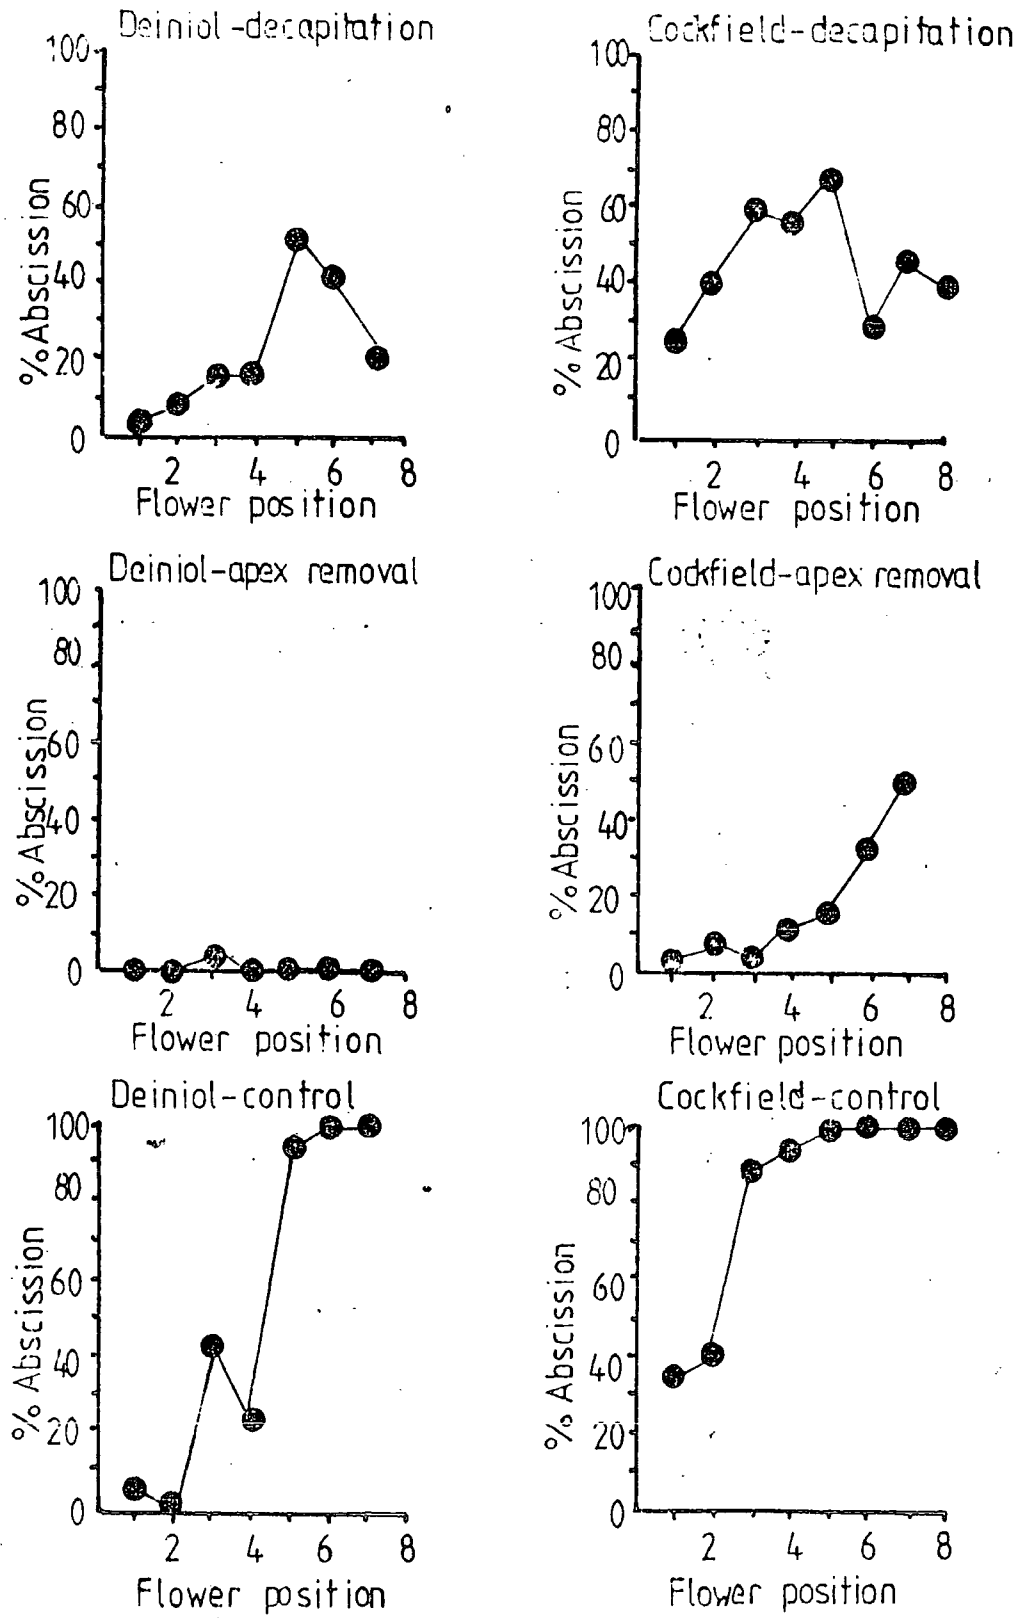 Deiniol-decapitation
100
80
60
40
20
0
% Abscission
2 4 6 8
Flower position
Cockfield-decapitation
100
80
60
40
20
0
% Abscission
2 4 6 8
Flower position
Deiniol-apex removal
100
80
60
40
20
0
% Abscission
2 4 6 8
Flower position
Cockfield-apex removal
100
80
60
40
20
0
% Abscission
2 4 6 8
Flower position
Deiniol-control
100
80
60
40
20
0
% Abscission
2 4 6 8
Flower position
Cockfield-control
100
80
60
40
20
0
% Abscission
2 4 6 8
Flower position